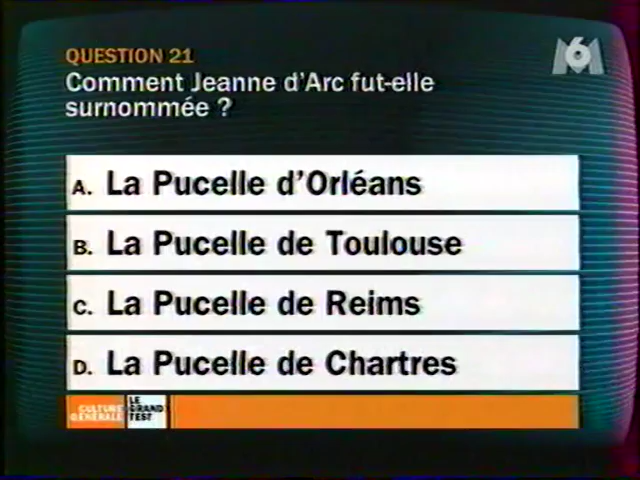 QUESTION 21
M6
Comment Jeanne d'Arc fut-elle
surnommée ?
A. La Pucelle d'Orléans
B. La Pucelle de Toulouse
C. La Pucelle de Reims
D. La Pucelle de Chartres
CULTURE
GÉNÉRALE
LE
GRAND
TEST